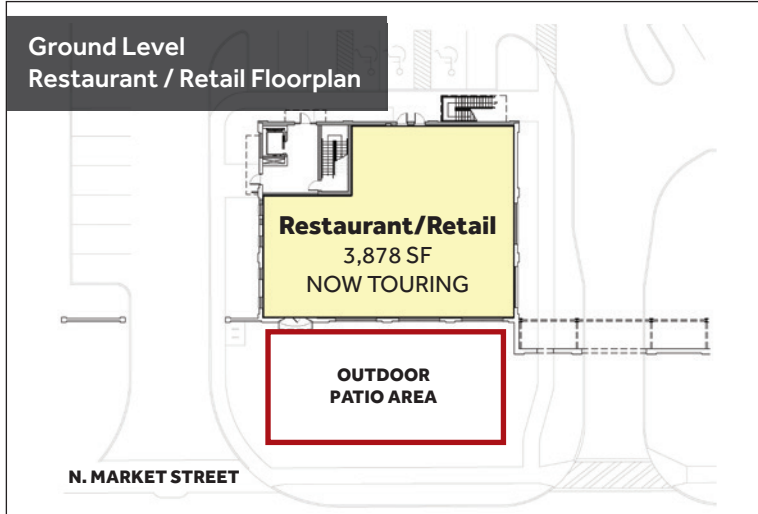 Ground Level
Restaurant / Retail Floorplan
Restaurant/Retail
3,878 SF
NOW TOURING
OUTDOOR
PATIO AREA
N. MARKET STREET